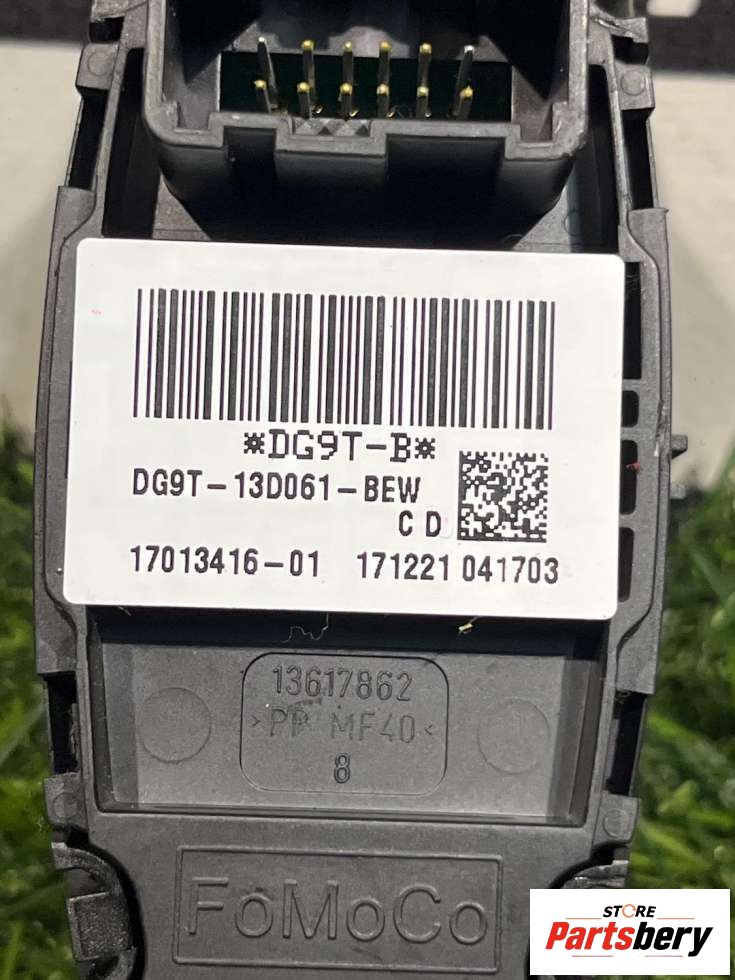 *DG9T-B*
DG9T-13D061-BEW
C D
17013416-01 171221 041703
13617862
>PP MF40<
8
FoMoCo
STORE
Partsbery